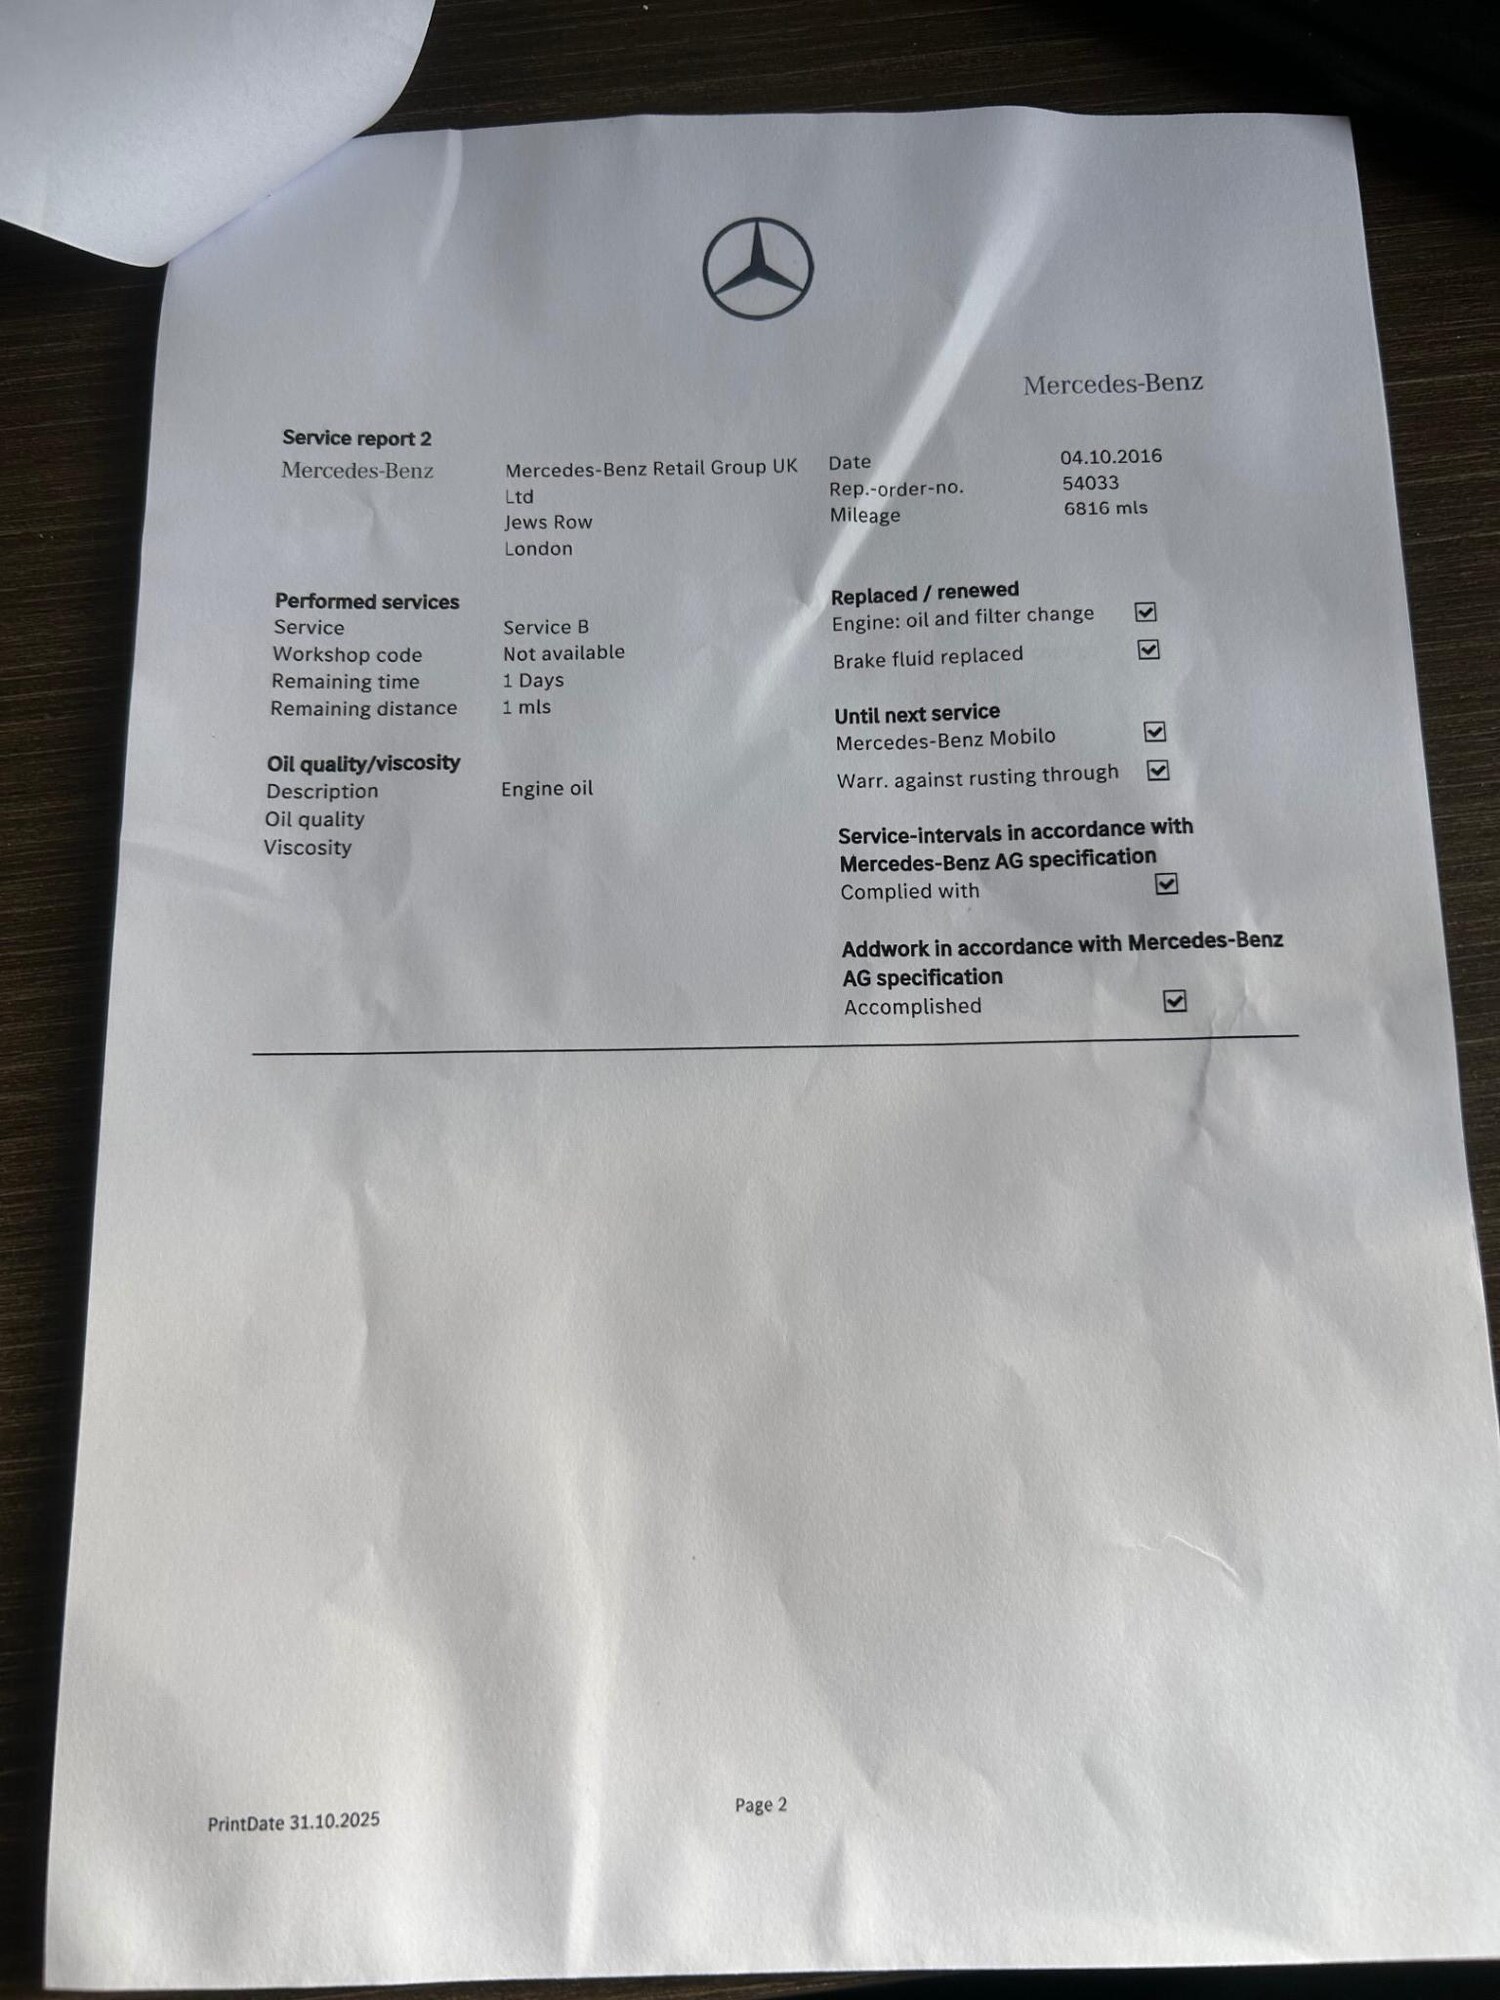 Mercedes-Benz
Service report 2
Mercedes-Benz
Mercedes-Benz Retail Group UK
Ltd
Jews Row
London
Date 04.10.2016
Rep.-order-no. 54033
Mileage 6816 mls
Performed services
Service Service B
Workshop code Not available
Remaining time 1 Days
Remaining distance 1 mls
Oil quality/viscosity
Description Engine oil
Oil quality
Viscosity
Replaced / renewed
Engine: oil and filter change
Brake fluid replaced
Until next service
Mercedes-Benz Mobilo
Warr. against rusting through
Service-intervals in accordance with
Mercedes-Benz AG specification
Complied with
Addwork in accordance with Mercedes-Benz
AG specification
Accomplished
PrintDate 31.10.2025
Page 2